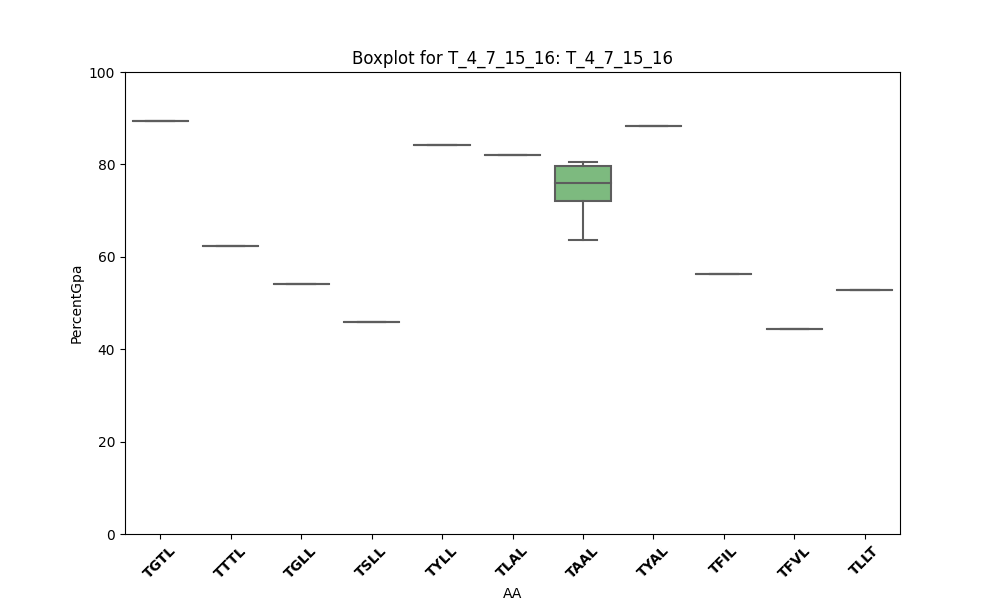 Boxplot for T_4_7_15_16: T_4_7_15_16
100
80
60
40
20
0
PercentGpa
TGTL
TTTL
TGLL
TSLL
TYLL
TLAL
TAAL
TYAL
TFIL
TFVL
TLLT
AA